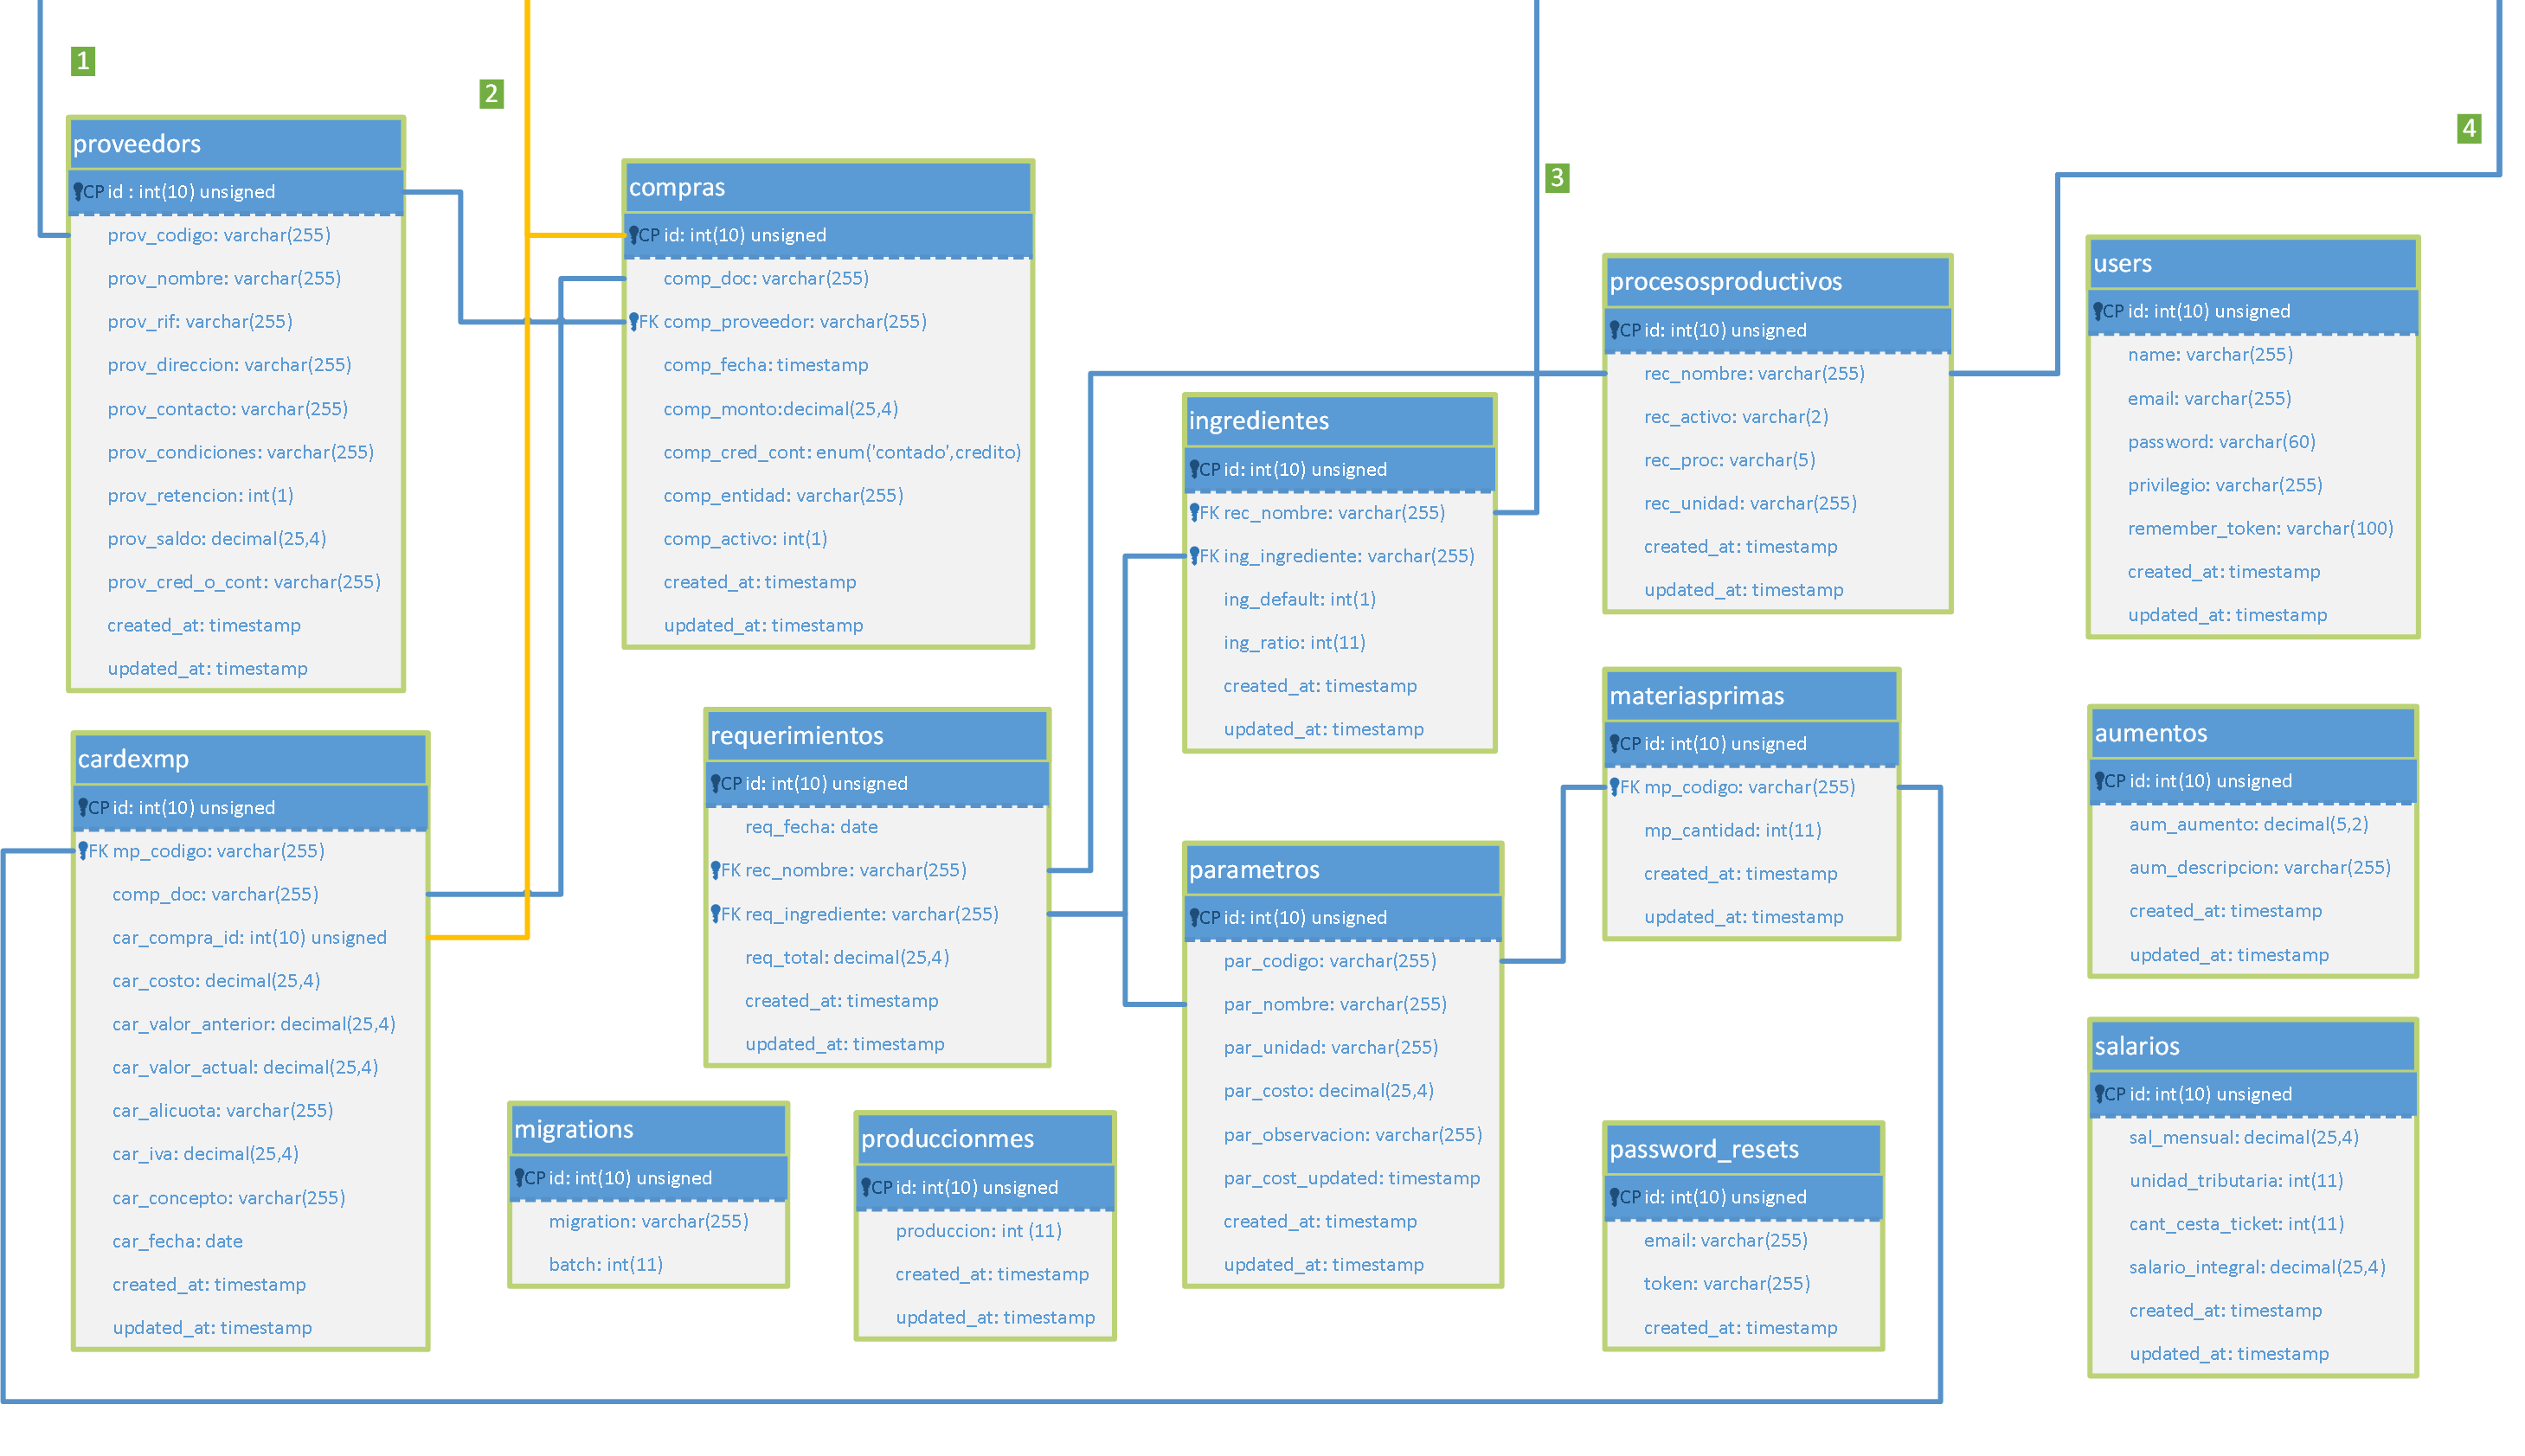 1
2
3
4
proveedors
CP id : int(10) unsigned
prov_codigo: varchar(255)
prov_nombre: varchar(255)
prov_rif: varchar(255)
prov_direccion: varchar(255)
prov_contacto: varchar(255)
prov_condiciones: varchar(255)
prov_retencion: int(1)
prov_saldo: decimal(25,4)
prov_cred_o_cont: varchar(255)
created_at: timestamp
updated_at: timestamp
compras
CP id: int(10) unsigned
comp_doc: varchar(255)
FK comp_proveedor: varchar(255)
comp_fecha: timestamp
comp_monto:decimal(25,4)
comp_cred_cont: enum('contado',credito)
comp_entidad: varchar(255)
comp_activo: int(1)
created_at: timestamp
updated_at: timestamp
procesosproductivos
CP id: int(10) unsigned
rec_nombre: varchar(255)
rec_activo: varchar(2)
rec_proc: varchar(5)
rec_unidad: varchar(255)
created_at: timestamp
updated_at: timestamp
users
CP id: int(10) unsigned
name: varchar(255)
email: varchar(255)
password: varchar(60)
privilegio: varchar(255)
remember_token: varchar(100)
created_at: timestamp
updated_at: timestamp
ingredientes
CP id: int(10) unsigned
FK rec_nombre: varchar(255)
FK ing_ingrediente: varchar(255)
ing_default: int(1)
ing_ratio: int(11)
created_at: timestamp
updated_at: timestamp
cardexmp
CP id: int(10) unsigned
FK mp_codigo: varchar(255)
comp_doc: varchar(255)
car_compra_id: int(10) unsigned
car_costo: decimal(25,4)
car_valor_anterior: decimal(25,4)
car_valor_actual: decimal(25,4)
car_alicuota: varchar(255)
car_iva: decimal(25,4)
car_concepto: varchar(255)
car_fecha: date
created_at: timestamp
updated_at: timestamp
requerimientos
CP id: int(10) unsigned
req_fecha: date
FK rec_nombre: varchar(255)
FK req_ingrediente: varchar(255)
req_total: decimal(25,4)
created_at: timestamp
updated_at: timestamp
materiasprimas
CP id: int(10) unsigned
FK mp_codigo: varchar(255)
mp_cantidad: int(11)
created_at: timestamp
updated_at: timestamp
aumentos
CP id: int(10) unsigned
aum_aumento: decimal(5,2)
aum_descripcion: varchar(255)
created_at: timestamp
updated_at: timestamp
parametros
CP id: int(10) unsigned
par_codigo: varchar(255)
par_nombre: varchar(255)
par_unidad: varchar(255)
par_costo: decimal(25,4)
par_observacion: varchar(255)
par_cost_updated: timestamp
created_at: timestamp
updated_at: timestamp
salarios
CP id: int(10) unsigned
sal_mensual: decimal(25,4)
unidad_tributaria: int(11)
cant_cesta_ticket: int(11)
salario_integral: decimal(25,4)
created_at: timestamp
updated_at: timestamp
migrations
CP id: int(10) unsigned
migration: varchar(255)
batch: int(11)
produccionmes
CP id: int(10) unsigned
produccion: int (11)
created_at: timestamp
updated_at: timestamp
password_resets
CP id: int(10) unsigned
email: varchar(255)
token: varchar(255)
created_at: timestamp